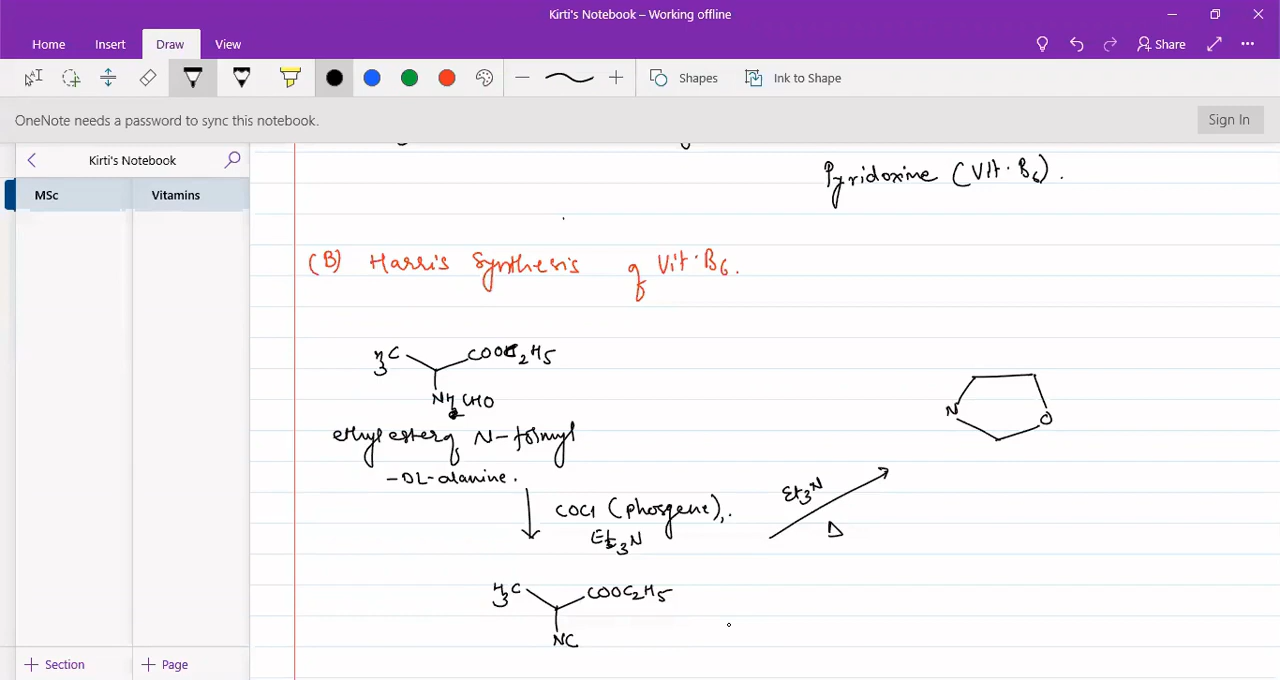 Kirti's Notebook – Working offline
Home Insert Draw View
Share
Shapes Ink to Shape
OneNote needs a password to sync this notebook.
Sign In
Kirti's Notebook
MSc Vitamins
Pyridoxine (Vit·B6).
(B) Harris Synthesis of Vit·B6.
H3C COOC2H5
NHCHO
ethyl ester of N-formyl
-DL-alanine.
COCl (phosgene),
Et3N
Et3N
Δ
N O
H3C COOC2H5
NC
Section Page